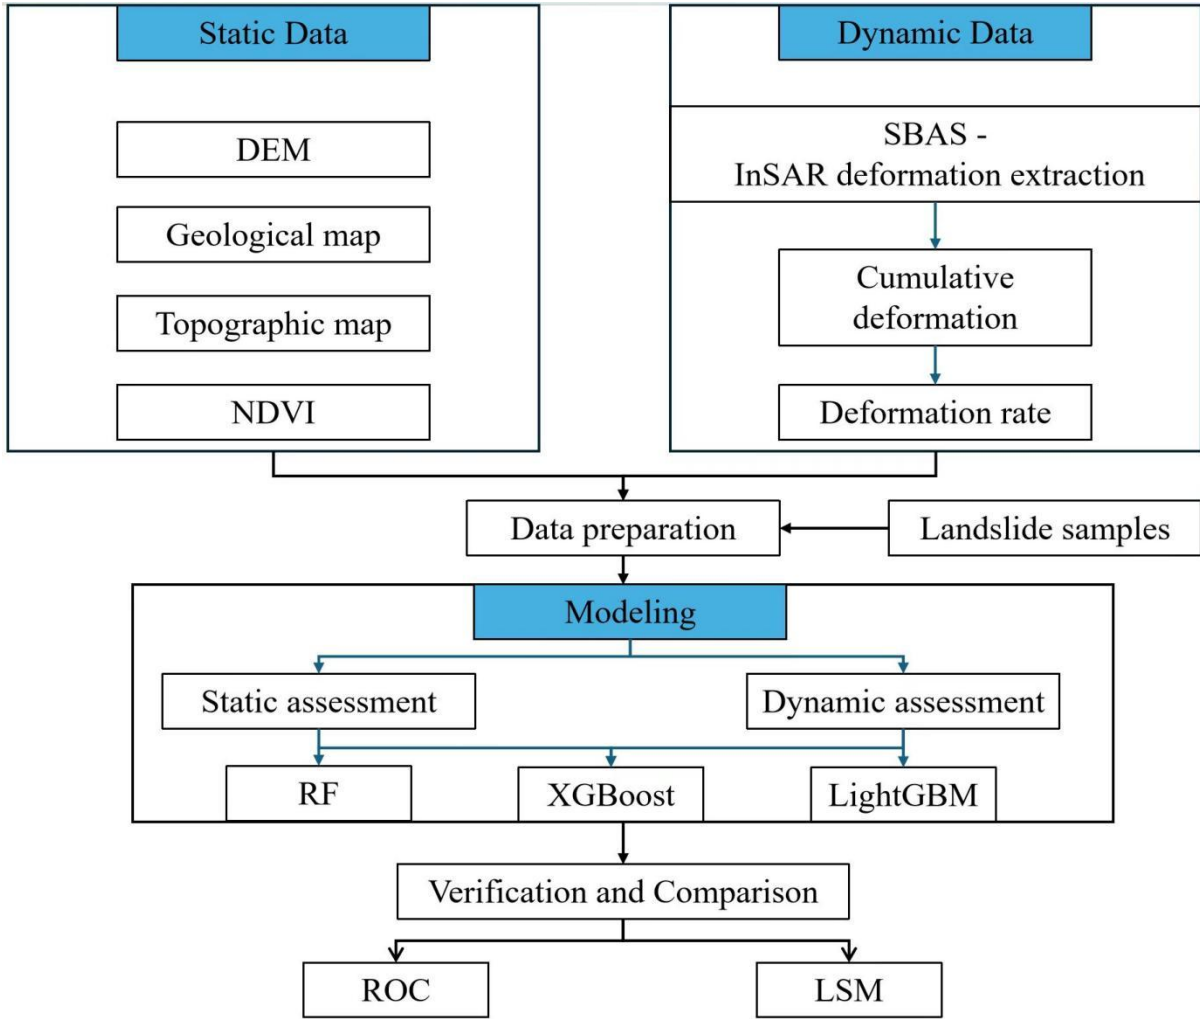 Static Data
DEM
Geological map
Topographic map
NDVI
Dynamic Data
SBAS -
InSAR deformation extraction
Cumulative
deformation
Deformation rate
Data preparation
Landslide samples
Modeling
Static assessment
Dynamic assessment
RF
XGBoost
LightGBM
Verification and Comparison
ROC
LSM